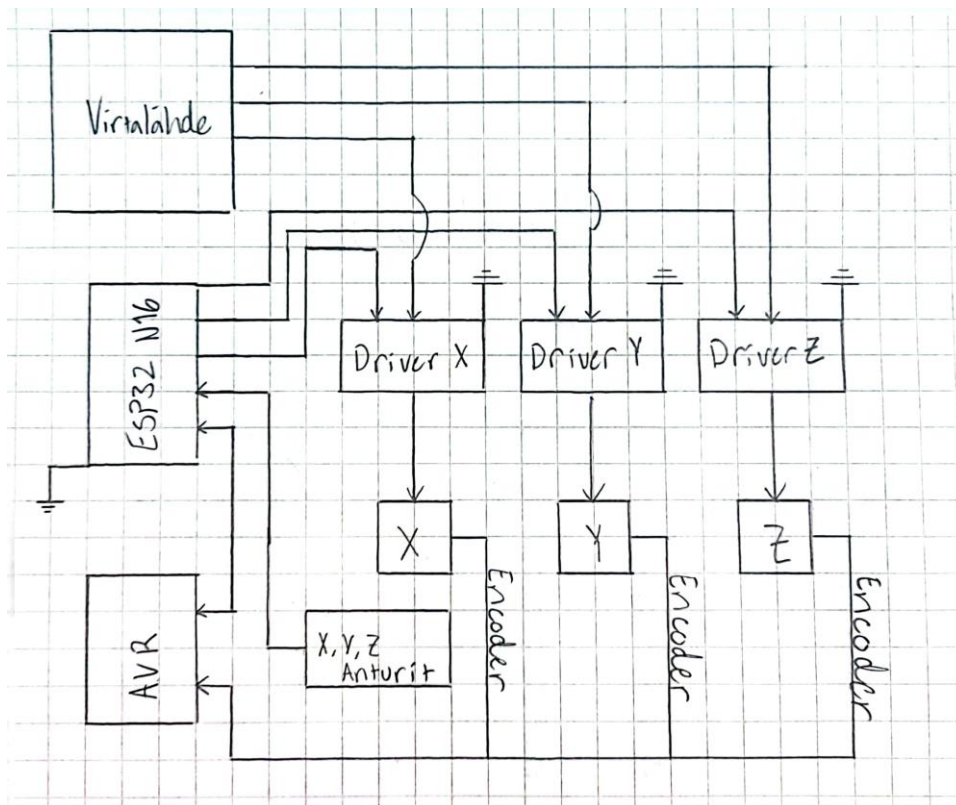 Virtalähde
ESP32 N16
Driver X
Driver Y
Driver Z
X
Y
Z
Encoder
Encoder
Encoder
AVR
X, Y, Z
Anturit